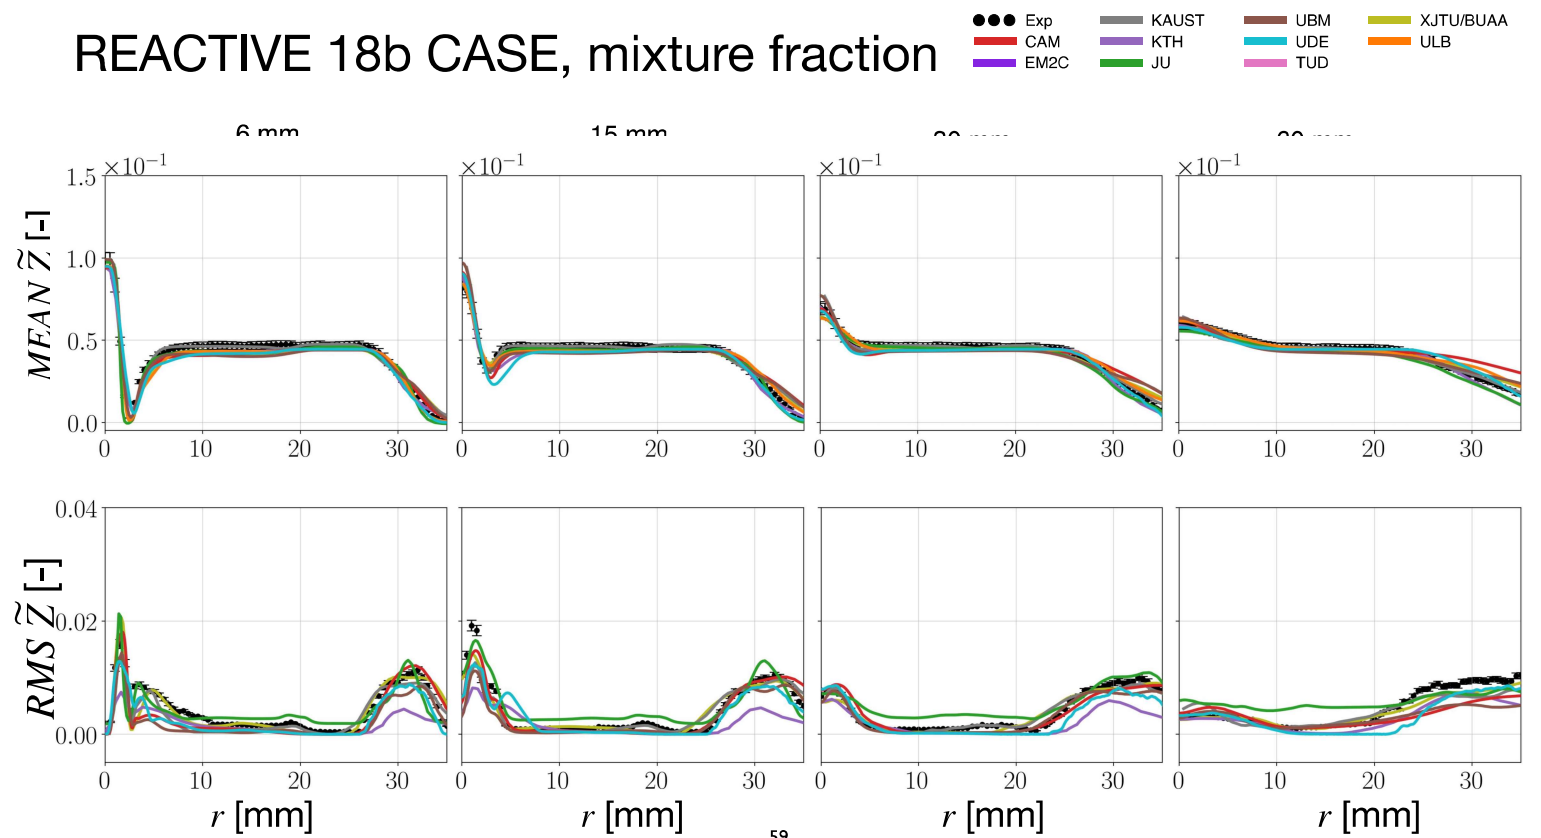 REACTIVE 18b CASE, mixture fraction
Exp KAUST UBM XJTU/BUAA
CAM KTH UDE ULB
EM2C JU TUD
6 mm 15 mm
×10⁻¹ ×10⁻¹ ×10⁻¹ ×10⁻¹
1.5
1.0
0.5
0.0
MEAN Z̃ [-]
0 10 20 30 0 10 20 30 0 10 20 30 0 10 20 30
0.04
0.02
0.00
RMS Z̃ [-]
0 10 20 30 0 10 20 30 0 10 20 30 0 10 20 30
r [mm] r [mm] r [mm] r [mm]
59